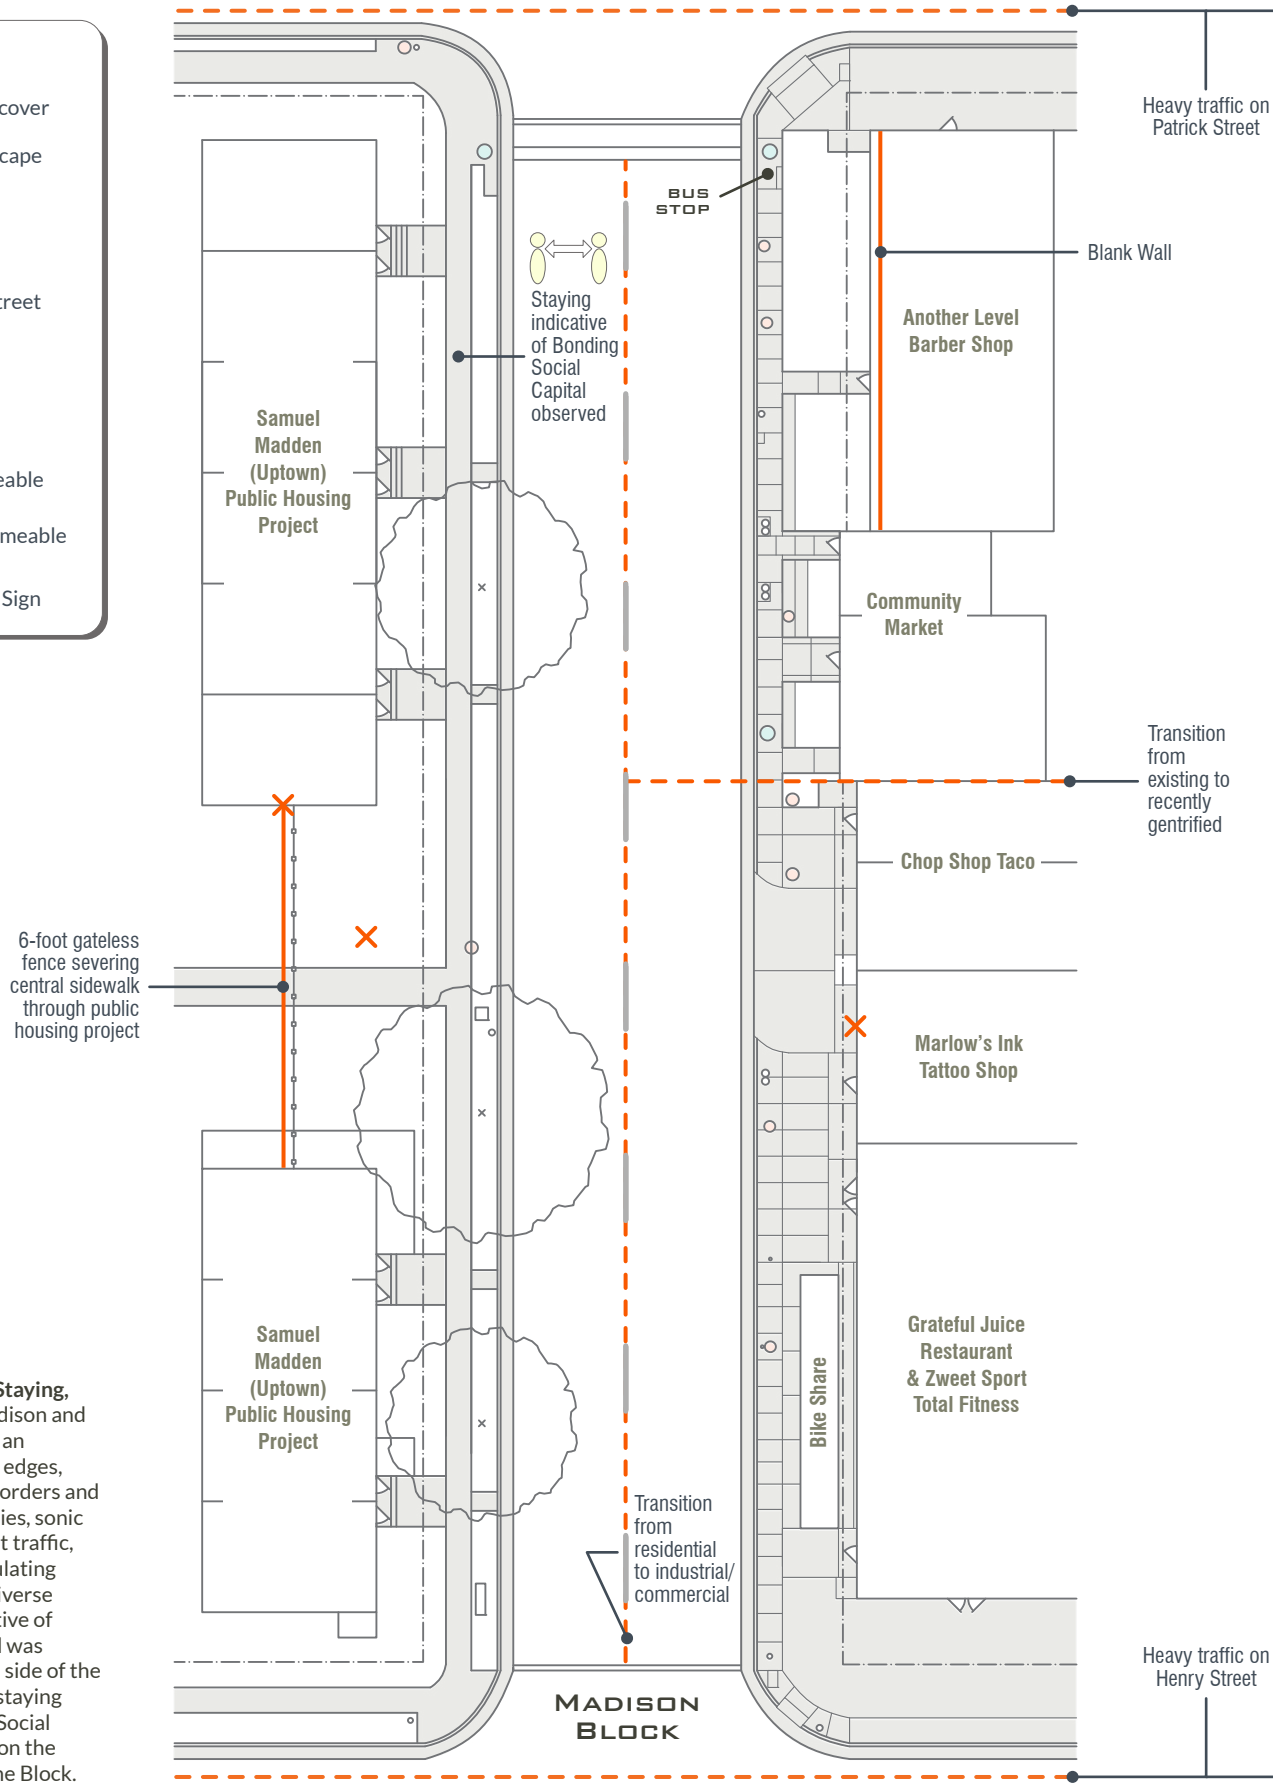 cover
cape
reet
eable
meable
Sign
Heavy traffic on
Patrick Street
BUS
STOP
Blank Wall
Staying
indicative
of Bonding
Social
Capital
observed
Another Level
Barber Shop
Samuel
Madden
(Uptown)
Public Housing
Project
Community
Market
Transition
from
existing to
recently
gentrified
Chop Shop Taco
6-foot gateless
fence severing
central sidewalk
through public
housing project
Marlow's Ink
Tattoo Shop
Samuel
Madden
(Uptown)
Public Housing
Project
Grateful Juice
Restaurant
& Zweet Sport
Total Fitness
Bike Share
Transition
from
residential
to industrial/
commercial
Staying,
dison and
an
edges,
orders and
ies, sonic
t traffic,
ulating
iverse
tive of
l was
side of the
staying
Social
on the
ne Block.
Heavy traffic on
Henry Street
MADISON
BLOCK